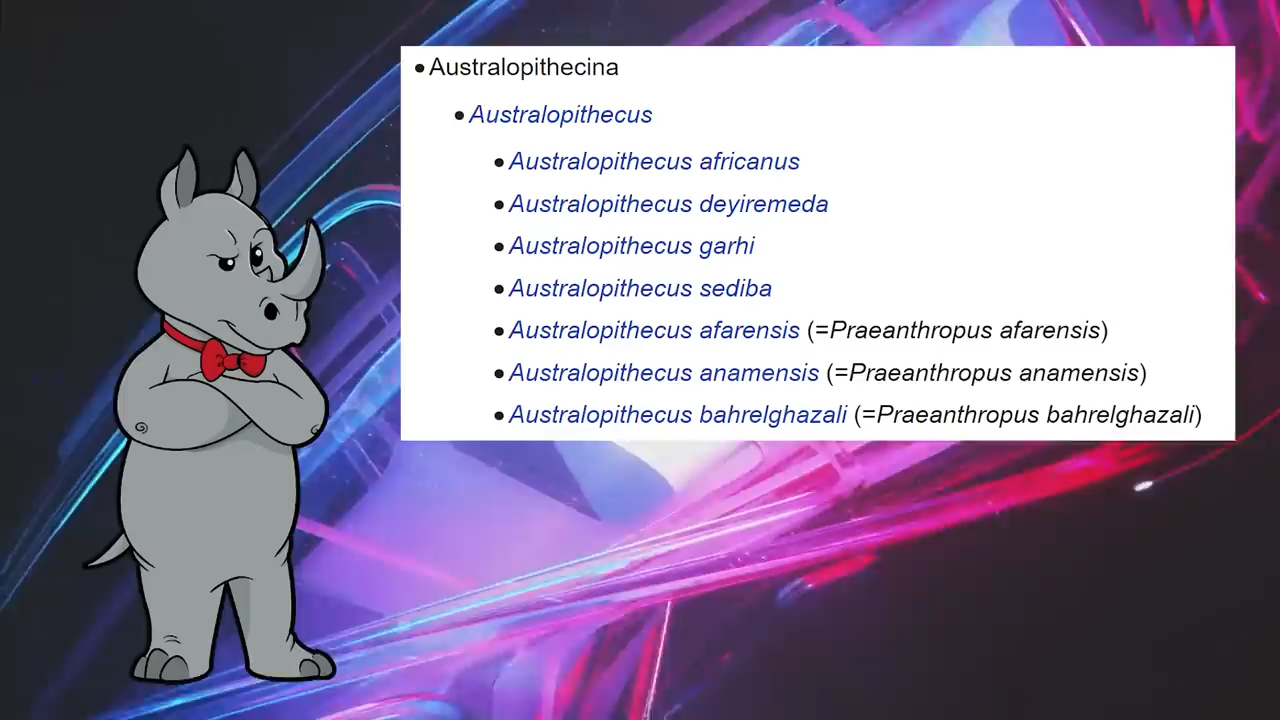 • Australopithecina
• Australopithecus
• Australopithecus africanus
• Australopithecus deyiremeda
• Australopithecus garhi
• Australopithecus sediba
• Australopithecus afarensis (=Praeanthropus afarensis)
• Australopithecus anamensis (=Praeanthropus anamensis)
• Australopithecus bahrelghazali (=Praeanthropus bahrelghazali)